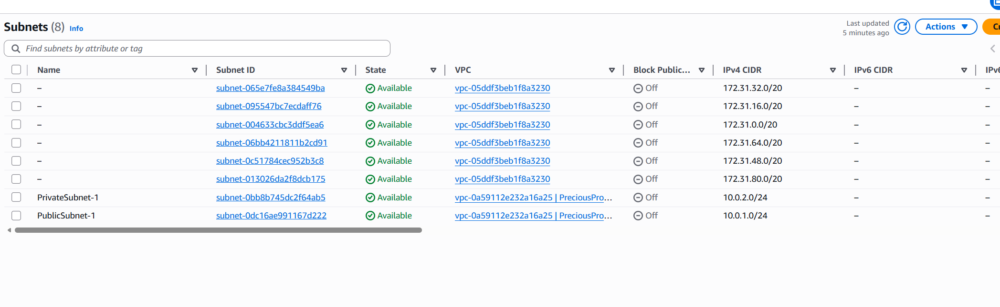 Subnets (8) Info
Last updated
5 minutes ago
Actions
Find subnets by attribute or tag
Name Subnet ID State VPC Block Public... IPv4 CIDR IPv6 CIDR
– subnet-065e7fe8a384549ba Available vpc-05ddf3beb1f8a3230 Off 172.31.32.0/20 – –
– subnet-095547bc7ecdaff76 Available vpc-05ddf3beb1f8a3230 Off 172.31.16.0/20 – –
– subnet-004633cbc3ddf5ea6 Available vpc-05ddf3beb1f8a3230 Off 172.31.0.0/20 – –
– subnet-06bb4211811b2cd91 Available vpc-05ddf3beb1f8a3230 Off 172.31.64.0/20 – –
– subnet-0c51784cec952b3c8 Available vpc-05ddf3beb1f8a3230 Off 172.31.48.0/20 – –
– subnet-013026da2f8dcb175 Available vpc-05ddf3beb1f8a3230 Off 172.31.80.0/20 – –
PrivateSubnet-1 subnet-0bb8b745dc2f64ab5 Available vpc-0a59112e232a16a25 | PreciousPro... Off 10.0.2.0/24 – –
PublicSubnet-1 subnet-0dc16ae991167d222 Available vpc-0a59112e232a16a25 | PreciousPro... Off 10.0.1.0/24 – –